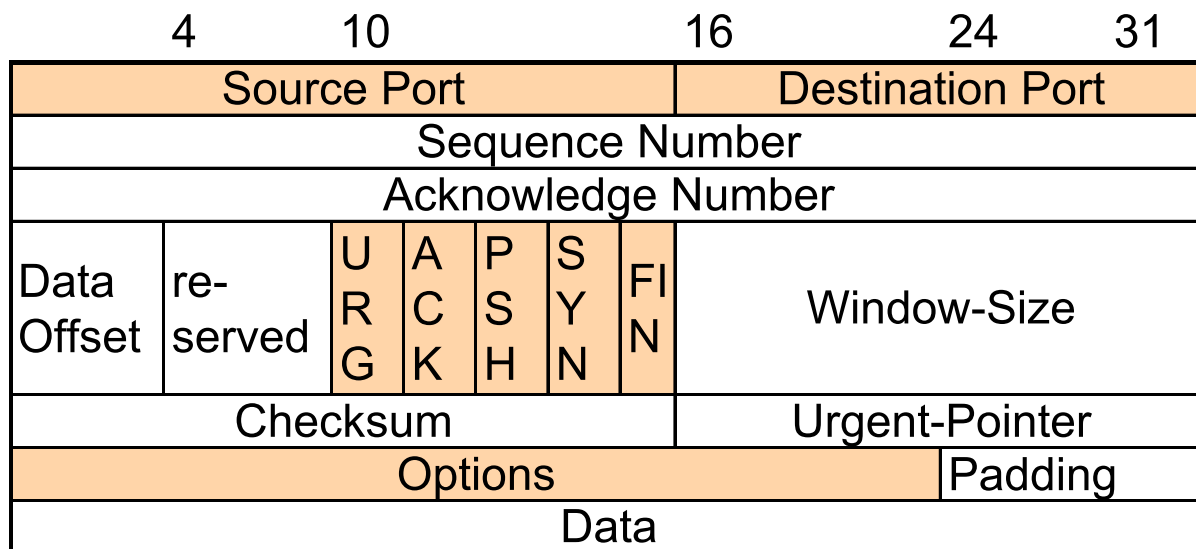 4 10 16 24 31
Source Port Destination Port
Sequence Number
Acknowledge Number
Data
Offset
re-
served
U
R
G
A
C
K
P
S
H
S
Y
N
FI
N
Window-Size
Checksum Urgent-Pointer
Options Padding
Data